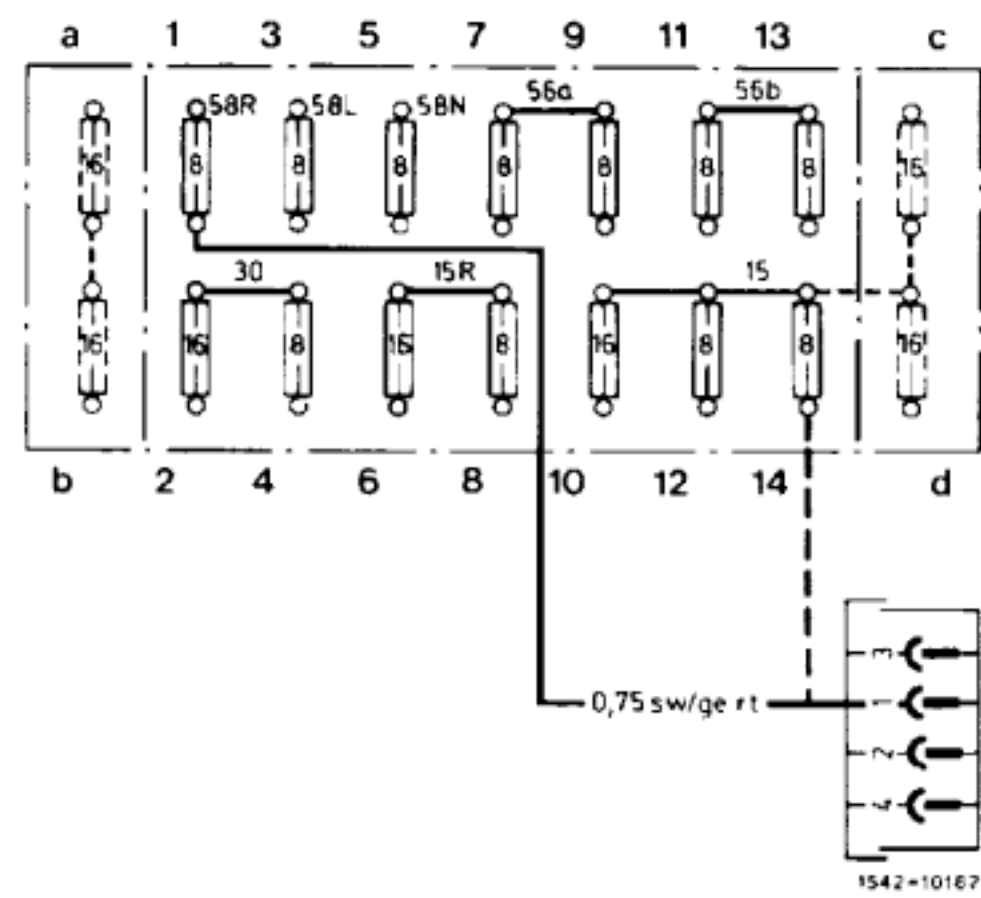 a 1 3 5 7 9 11 13 c
58R 58L 58N 56a 56b
16 8 8 8 8 8 8 8 16
30 15R 15
16 16 8 16 8 16 8 8 16
b 2 4 6 8 10 12 14 d
3
0,75 sw/ge rt 1
2
4
1542-10187